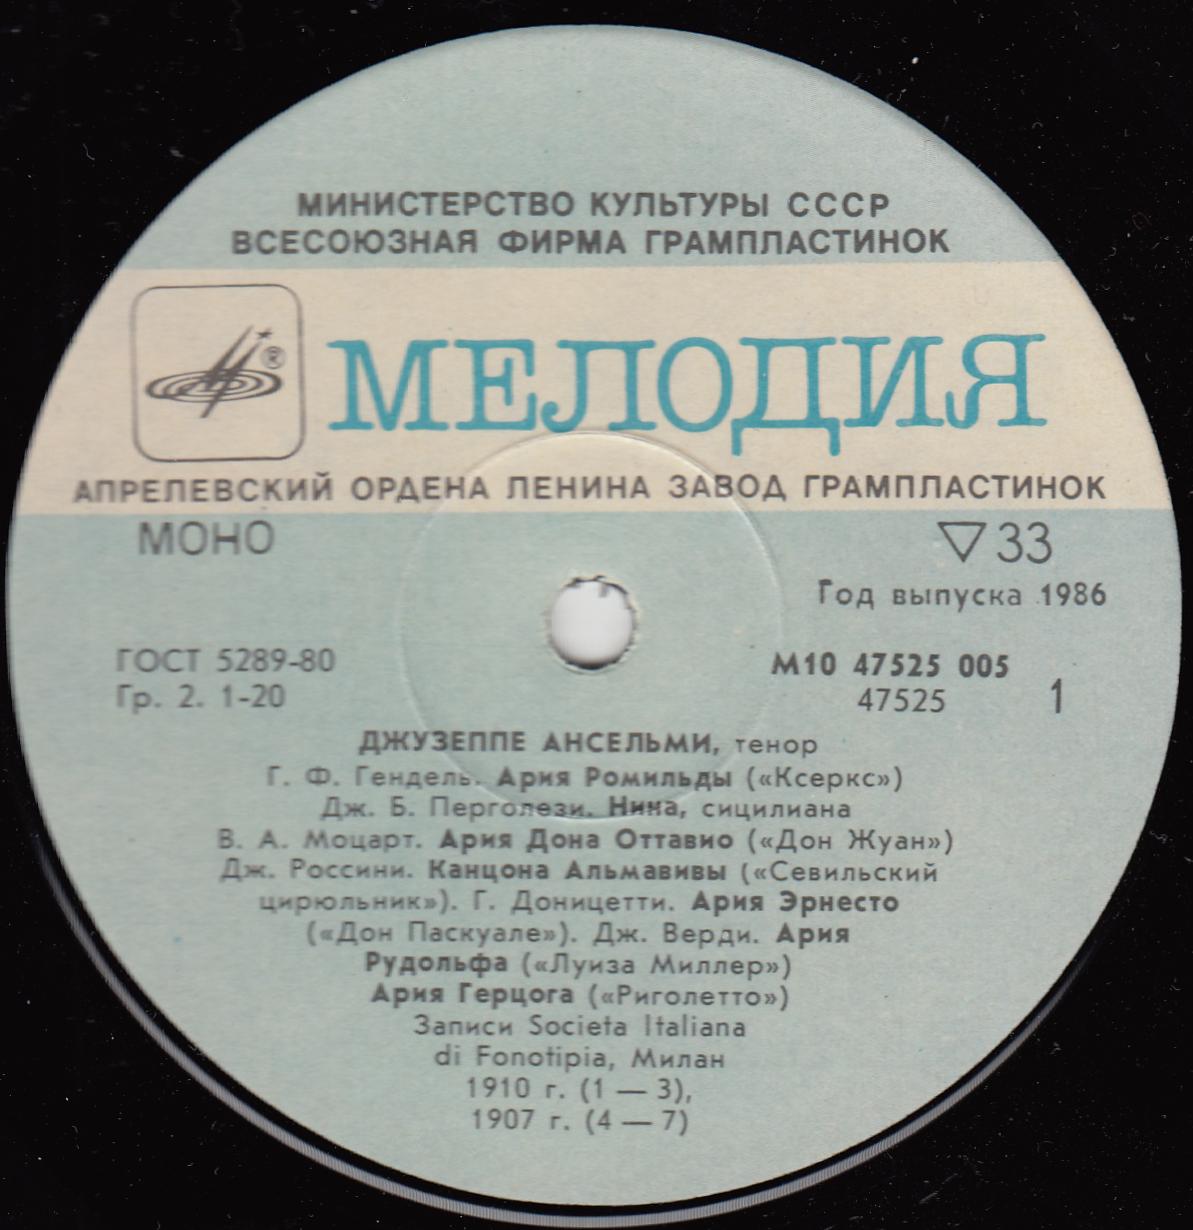 МИНИСТЕРСТВО КУЛЬТУРЫ СССР
ВСЕСОЮЗНАЯ ФИРМА ГРАМПЛАСТИНОК
®
МЕЛОДИЯ
АПРЕЛЕВСКИЙ ОРДЕНА ЛЕНИНА ЗАВОД ГРАМПЛАСТИНОК
МОНО
▽ 33
Год выпуска 1986
ГОСТ 5289-80
Гр. 2. 1-20
М10 47525 005
47525
1
ДЖУЗЕППЕ АНСЕЛЬМИ, тенор
Г. Ф. Гендель. Ария Ромильды («Ксеркс»)
Дж. Б. Перголези. Нина, сицилиана
В. А. Моцарт. Ария Дона Оттавио («Дон Жуан»)
Дж. Россини. Канцона Альмавивы («Севильский
цирюльник»). Г. Доницетти. Ария Эрнесто
(«Дон Паскуале»). Дж. Верди. Ария
Рудольфа («Луиза Миллер»)
Ария Герцога («Риголетто»)
Записи Societa Italiana
di Fonotipia, Милан
1910 г. (1 — 3),
1907 г. (4 — 7)